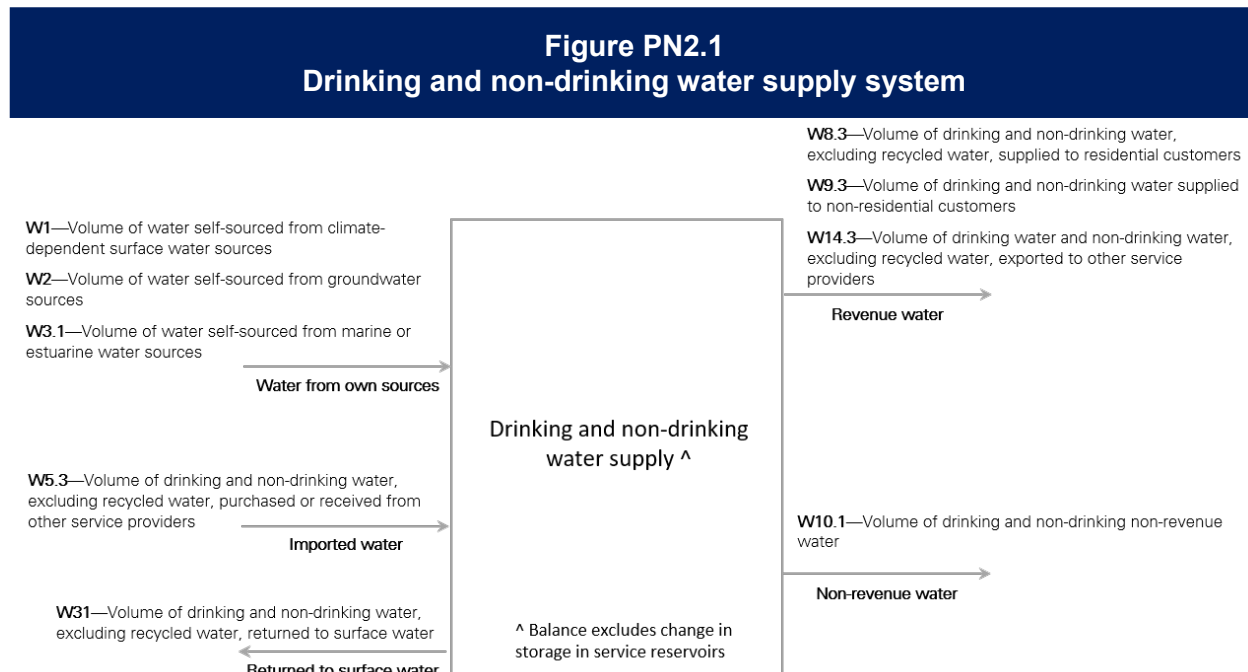 Figure PN2.1
Drinking and non-drinking water supply system
W1—Volume of water self-sourced from climate-
dependent surface water sources
W2—Volume of water self-sourced from groundwater
sources
W3.1—Volume of water self-sourced from marine or
estuarine water sources
Water from own sources
W5.3—Volume of drinking and non-drinking water,
excluding recycled water, purchased or received from
other service providers
Imported water
W31—Volume of drinking and non-drinking water,
excluding recycled water, returned to surface water
Returned to surface water
Drinking and non-drinking
water supply ^
^ Balance excludes change in
storage in service reservoirs
W8.3—Volume of drinking and non-drinking water,
excluding recycled water, supplied to residential customers
W9.3—Volume of drinking and non-drinking water supplied
to non-residential customers
W14.3—Volume of drinking water and non-drinking water,
excluding recycled water, exported to other service
providers
Revenue water
W10.1—Volume of drinking and non-drinking non-revenue
water
Non-revenue water